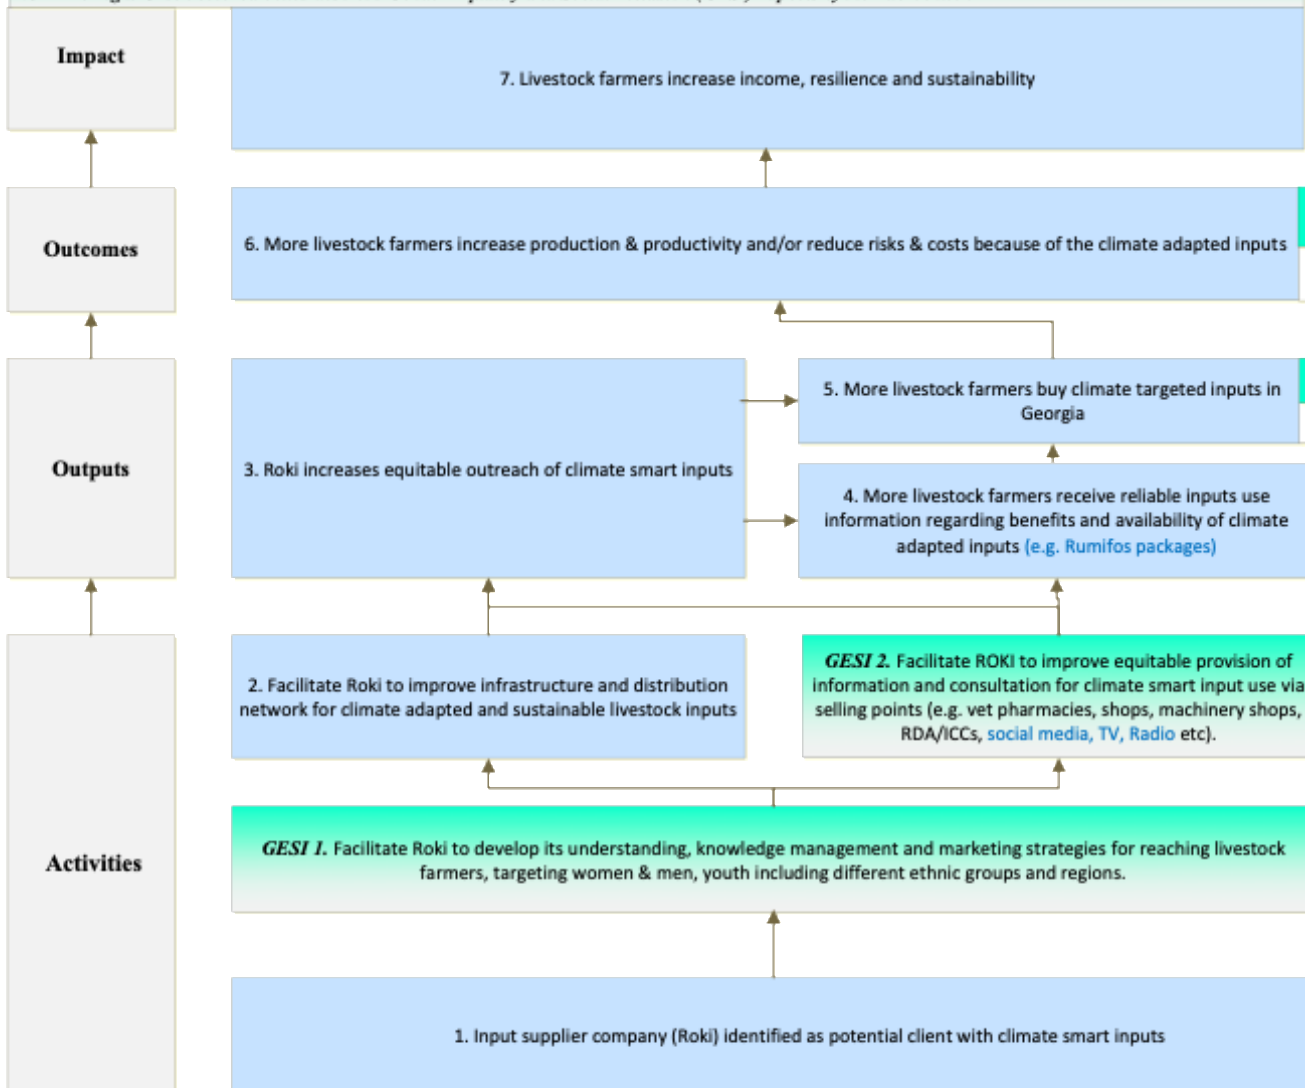 Impact
7. Livestock farmers increase income, resilience and sustainability
Outcomes
6. More livestock farmers increase production & productivity and/or reduce risks & costs because of the climate adapted inputs
Outputs
3. Roki increases equitable outreach of climate smart inputs
5. More livestock farmers buy climate targeted inputs in
Georgia
4. More livestock farmers receive reliable inputs use
information regarding benefits and availability of climate
adapted inputs (e.g. Rumifos packages)
Activities
2. Facilitate Roki to improve infrastructure and distribution
network for climate adapted and sustainable livestock inputs
GESI 2. Facilitate ROKI to improve equitable provision of
information and consultation for climate smart input use via
selling points (e.g. vet pharmacies, shops, machinery shops,
RDA/ICCs, social media, TV, Radio etc).
GESI 1. Facilitate Roki to develop its understanding, knowledge management and marketing strategies for reaching livestock
farmers, targeting women & men, youth including different ethnic groups and regions.
1. Input supplier company (Roki) identified as potential client with climate smart inputs